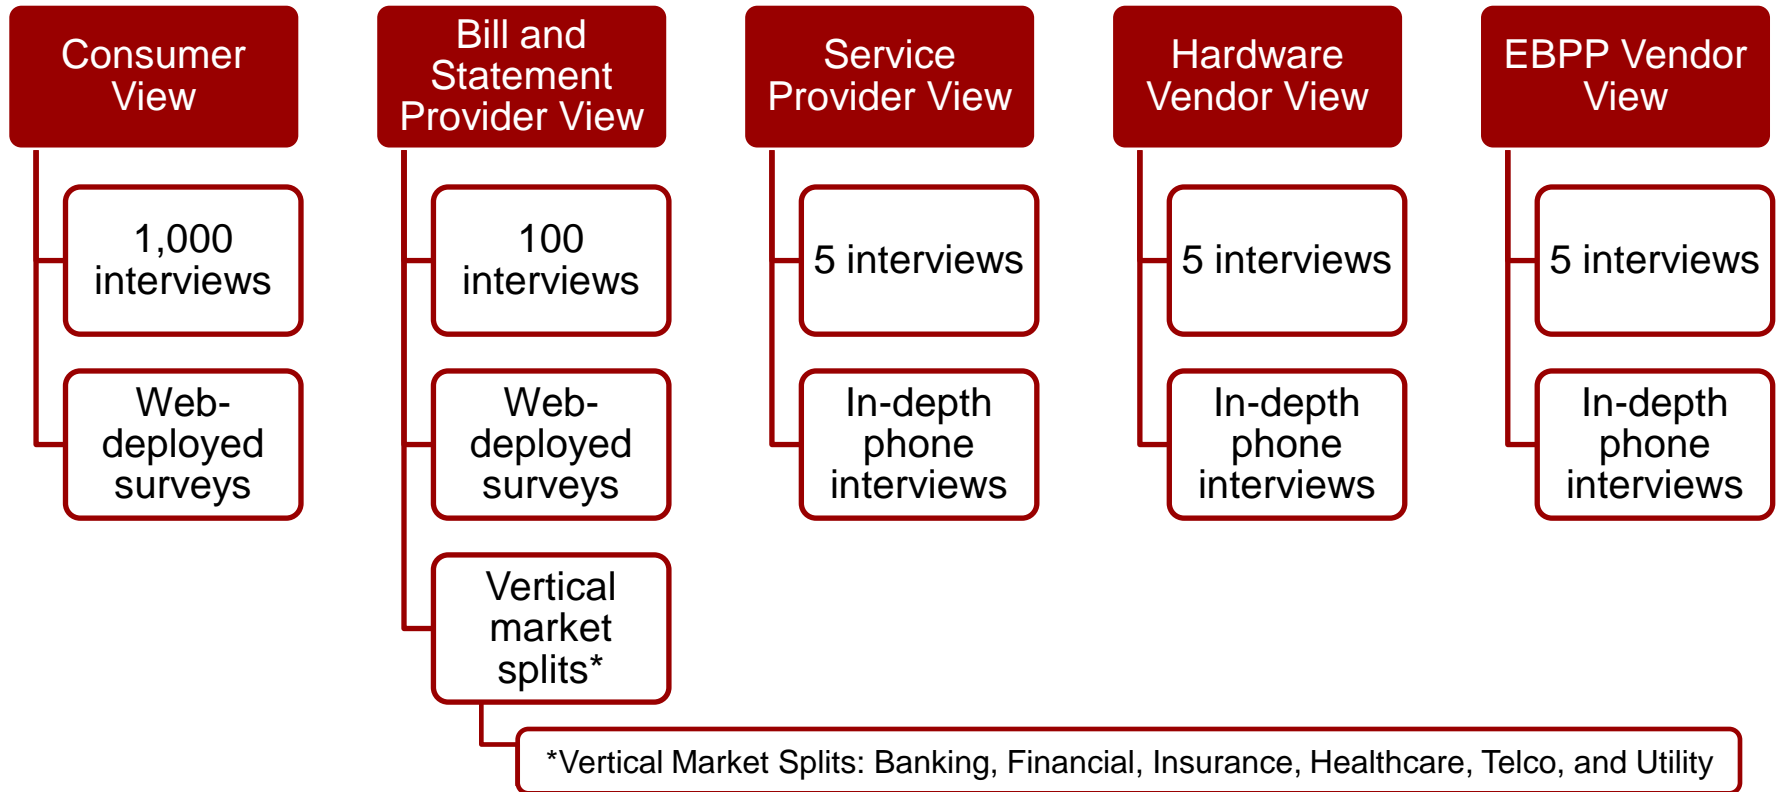 Consumer
View
1,000
interviews
Web-
deployed
surveys
Bill and
Statement
Provider View
100
interviews
Web-
deployed
surveys
Vertical
market
splits*
*Vertical Market Splits: Banking, Financial, Insurance, Healthcare, Telco, and Utility
Service
Provider View
5 interviews
In-depth
phone
interviews
Hardware
Vendor View
5 interviews
In-depth
phone
interviews
EBPP Vendor
View
5 interviews
In-depth
phone
interviews